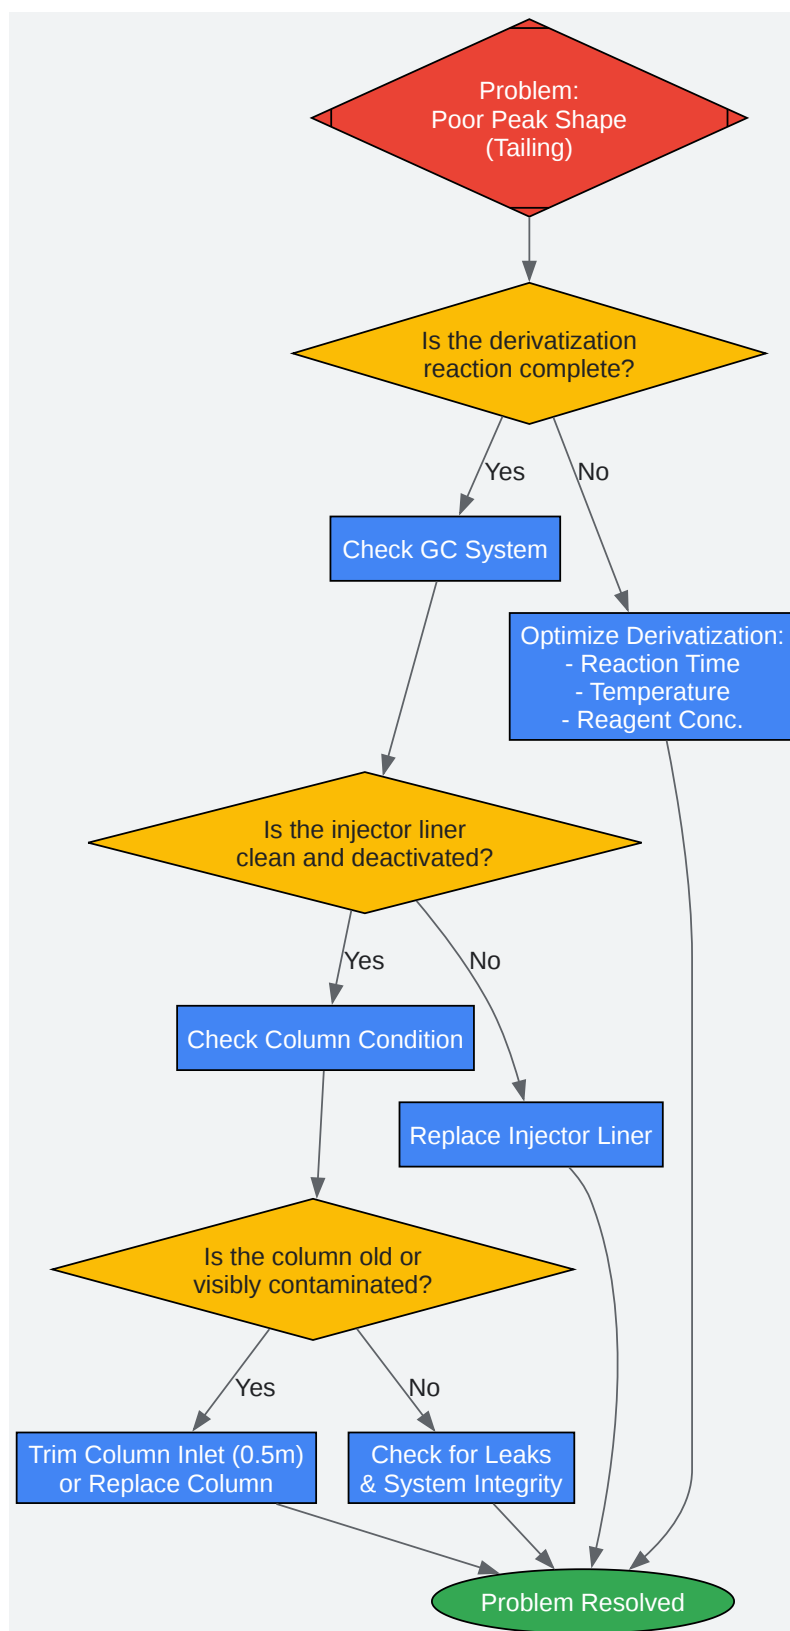 Problem:
Poor Peak Shape
(Tailing)
Is the derivatization
reaction complete?
Yes
No
Check GC System
Optimize Derivatization:
- Reaction Time
- Temperature
- Reagent Conc.
Is the injector liner
clean and deactivated?
Yes
No
Check Column Condition
Replace Injector Liner
Is the column old or
visibly contaminated?
Yes
No
Trim Column Inlet (0.5m)
or Replace Column
Check for Leaks
& System Integrity
Problem Resolved